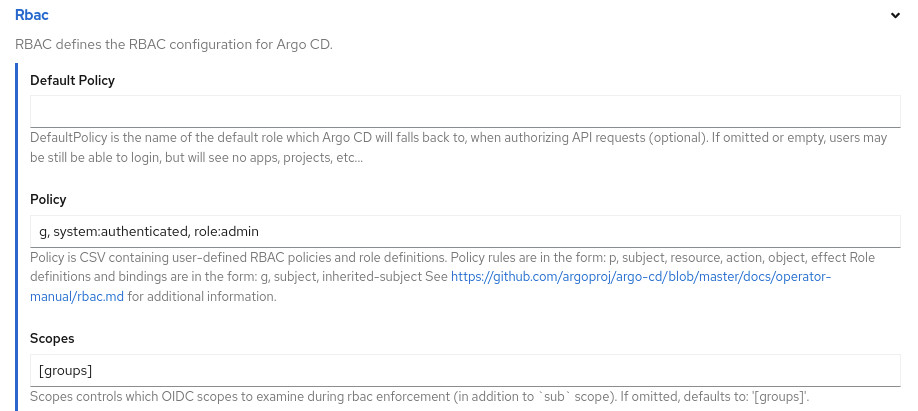 Rbac
RBAC defines the RBAC configuration for Argo CD.
Default Policy
DefaultPolicy is the name of the default role which Argo CD will falls back to, when authorizing API requests (optional). If omitted or empty, users may
be still be able to login, but will see no apps, projects, etc...
Policy
g, system:authenticated, role:admin
Policy is CSV containing user-defined RBAC policies and role definitions. Policy rules are in the form: p, subject, resource, action, object, effect Role
definitions and bindings are in the form: g, subject, inherited-subject See https://github.com/argoproj/argo-cd/blob/master/docs/operator-
manual/rbac.md for additional information.
Scopes
[groups]
Scopes controls which OIDC scopes to examine during rbac enforcement (in addition to `sub` scope). If omitted, defaults to: '[groups]'.